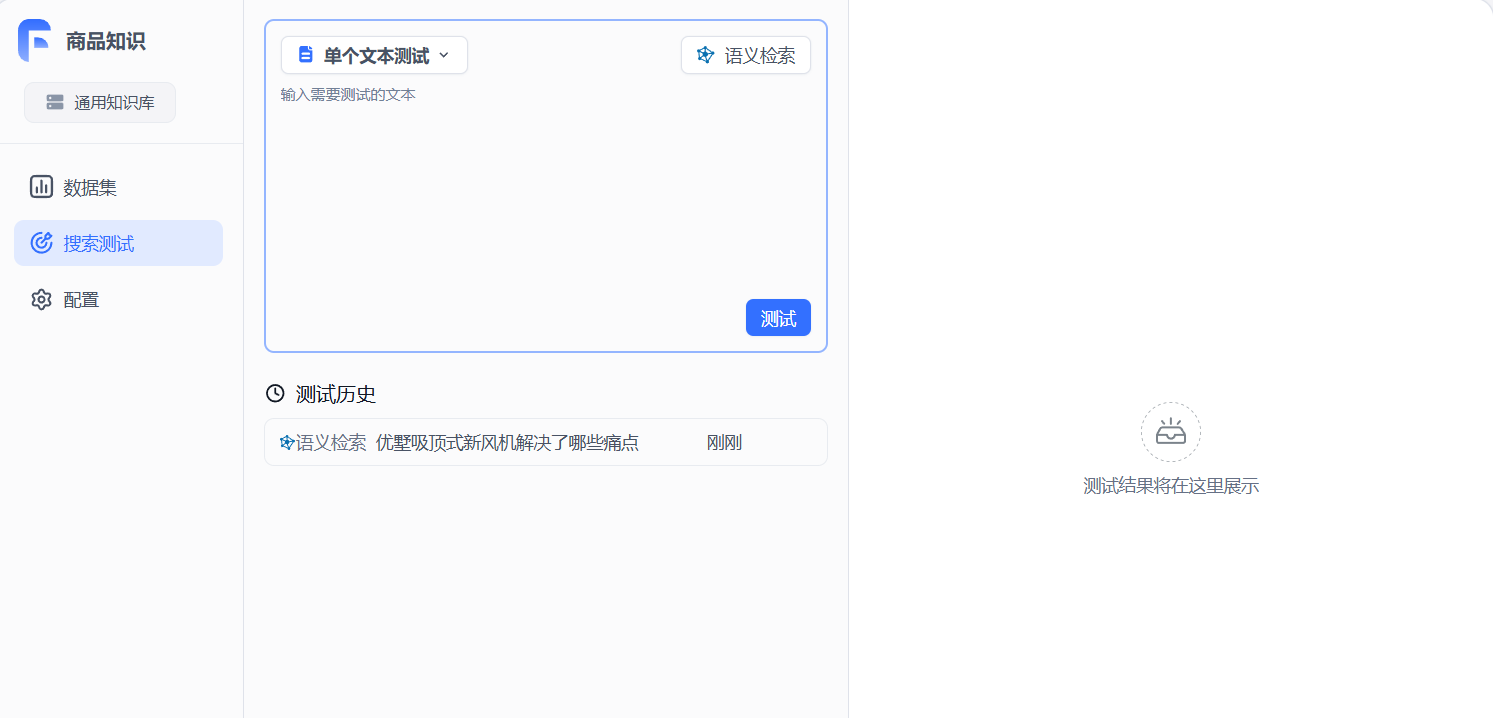 商品知识
通用知识库
数据集
搜索测试
配置
单个文本测试
语义检索
输入需要测试的文本
测试
测试历史
语义检索 优墅吸顶式新风机解决了哪些痛点 刚刚
测试结果将在这里展示